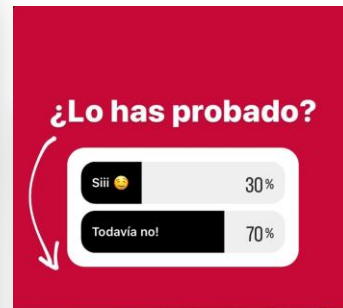 ¿Lo has probado?
Siii 🤤 30%
Todavía no! 70%